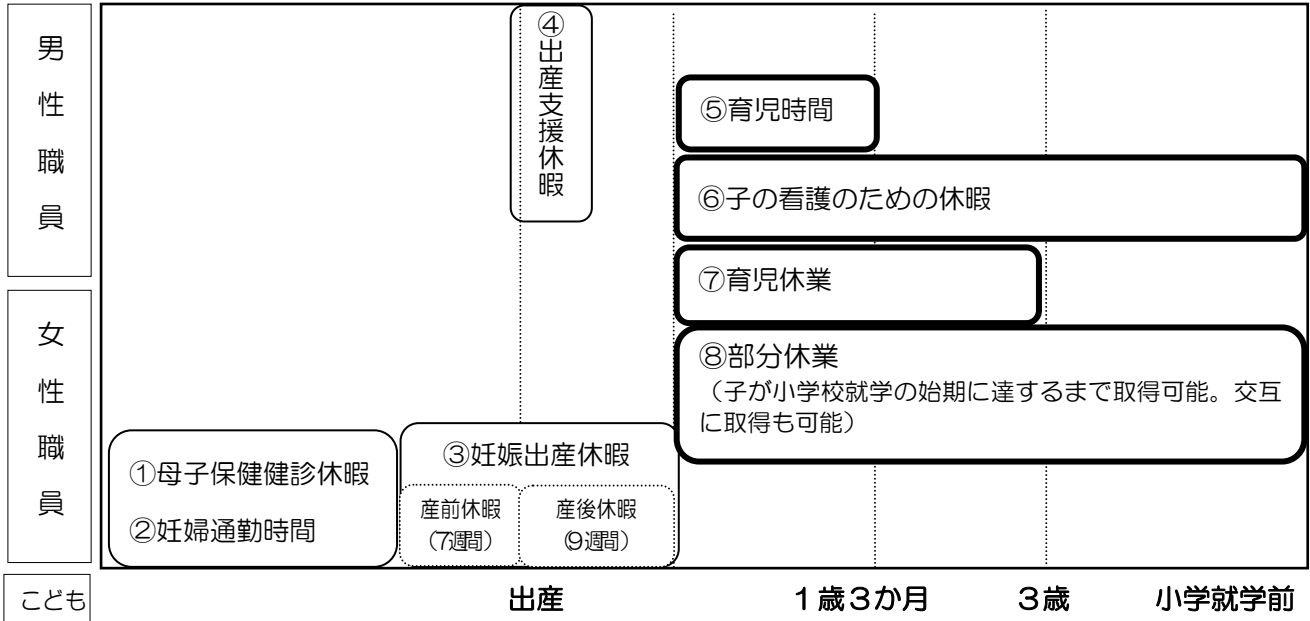 男性職員
④出産支援休暇
⑤育児時間
⑥子の看護のための休暇
⑦育児休業
女性職員
⑧部分休業
（子が小学校就学の始期に達するまで取得可能。交互
に取得も可能）
①母子保健健診休暇
②妊婦通勤時間
③妊娠出産休暇
産前休暇
（7週間）
産後休暇
（9週間）
こども
出産
１歳３か月
３歳
小学就学前